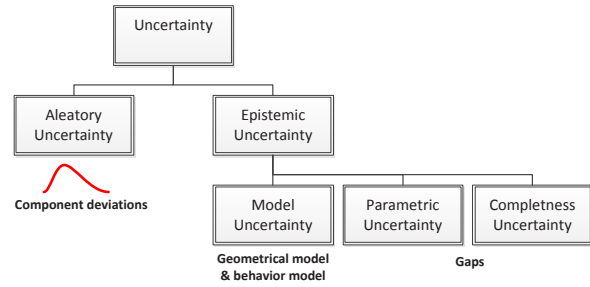 Uncertainty
Aleatory
Uncertainty
Epistemic
Uncertainty
Component deviations
Model
Uncertainty
Parametric
Uncertainty
Completness
Uncertainty
Geometrical model
& behavior model
Gaps